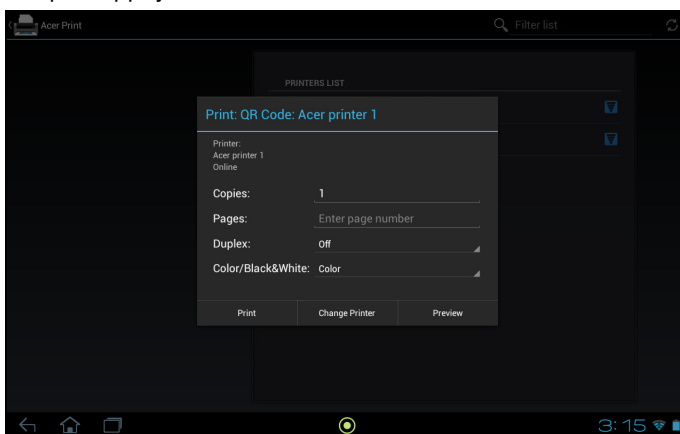 Acer Print
Filter list
PRINTERS LIST
Print: QR Code: Acer printer 1
Printer:
Acer printer 1
Online
Copies: 1
Pages: Enter page number
Duplex: Off
Color/Black&White: Color
Print Change Printer Preview
3:15